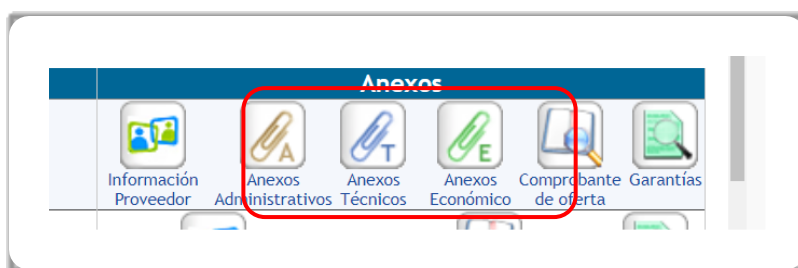 Anexos
A T E
Información Anexos Anexos Anexos Comprobante Garantías
Proveedor Administrativos Técnicos Económico de oferta